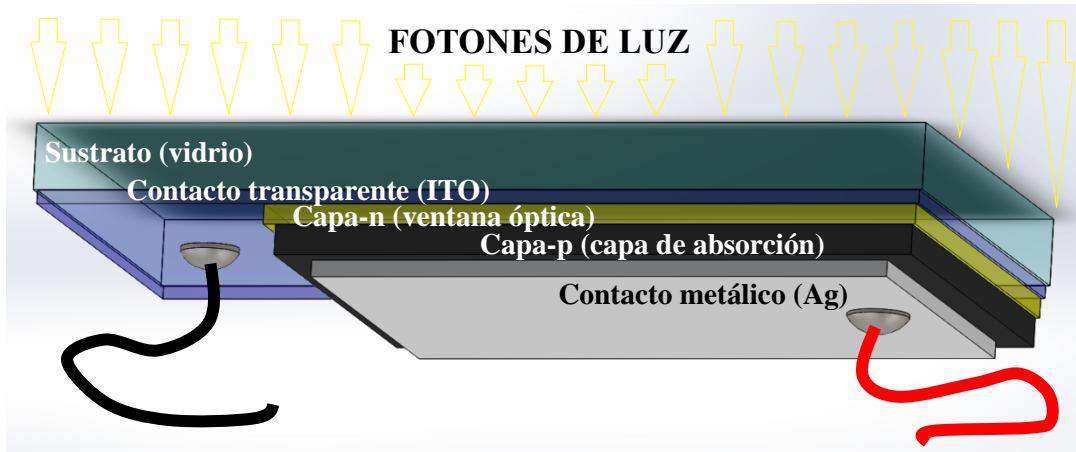 FOTONES DE LUZ
Sustrato (vidrio)
Contacto transparente (ITO)
Capa-n (ventana óptica)
Capa-p (capa de absorción)
Contacto metálico (Ag)